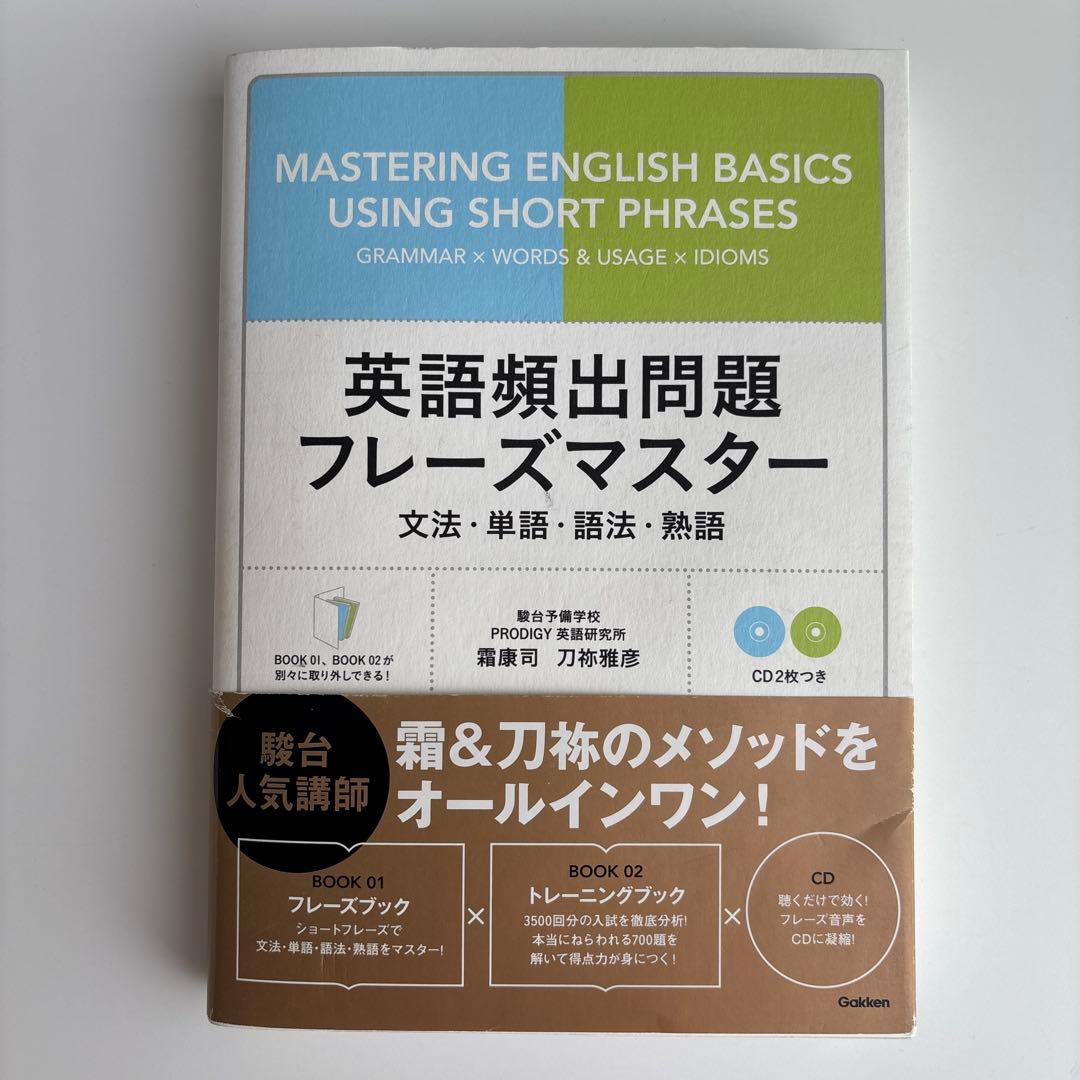 MASTERING ENGLISH BASICS
USING SHORT PHRASES
GRAMMAR × WORDS & USAGE × IDIOMS
英語頻出問題
フレーズマスター
文法・単語・語法・熟語
BOOK 01、BOOK 02が
別々に取り外しできる!
駿台予備学校
PRODIGY 英語研究所
霜康司 刀祢雅彦
CD2枚つき
駿台
人気講師
霜&刀祢のメソッドを
オールインワン!
BOOK 01
フレーズブック
ショートフレーズで
文法・単語・語法・熟語をマスター!
×
BOOK 02
トレーニングブック
3500回分の入試を徹底分析!
本当にねらわれる700題を
解いて得点力が身につく!
×
CD
聴くだけで効く!
フレーズ音声を
CDに凝縮!
Gakken